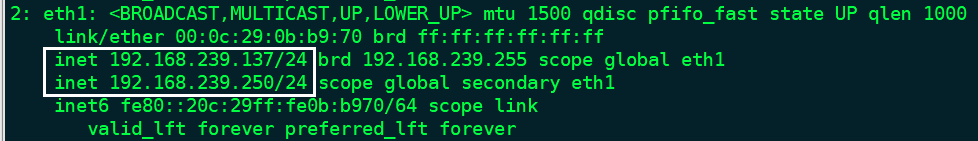 2: eth1: <BROADCAST,MULTICAST,UP,LOWER_UP> mtu 1500 qdisc pfifo_fast state UP qlen 1000
link/ether 00:0c:29:0b:b9:70 brd ff:ff:ff:ff:ff:ff
inet 192.168.239.137/24 brd 192.168.239.255 scope global eth1
inet 192.168.239.250/24 scope global secondary eth1
inet6 fe80::20c:29ff:fe0b:b970/64 scope link
valid_lft forever preferred_lft forever